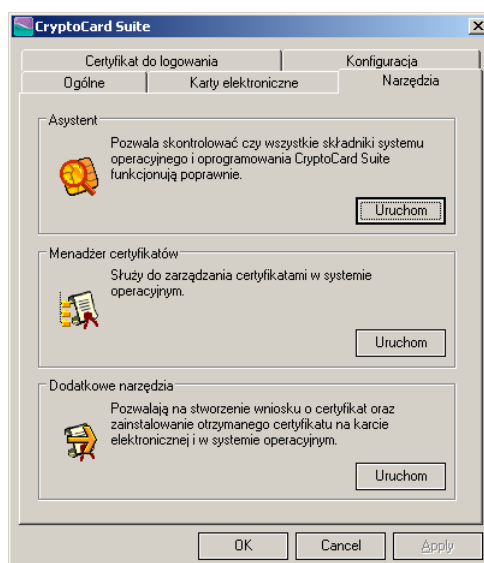 CryptoCard Suite
Certyfikat do logowania
Konfiguracja
Ogólne
Karty elektroniczne
Narzędzia
Asystent
Pozwala skontrolować czy wszystkie składniki systemu
operacyjnego i oprogramowania CryptoCard Suite
funkcjonują poprawnie.
Uruchom
Menadżer certyfikatów
Służy do zarządzania certyfikatami w systemie
operacyjnym.
Uruchom
Dodatkowe narzędzia
Pozwalają na stworzenie wniosku o certyfikat oraz
zainstalowanie otrzymanego certyfikatu na karcie
elektronicznej i w systemie operacyjnym.
Uruchom
OK
Cancel
Apply